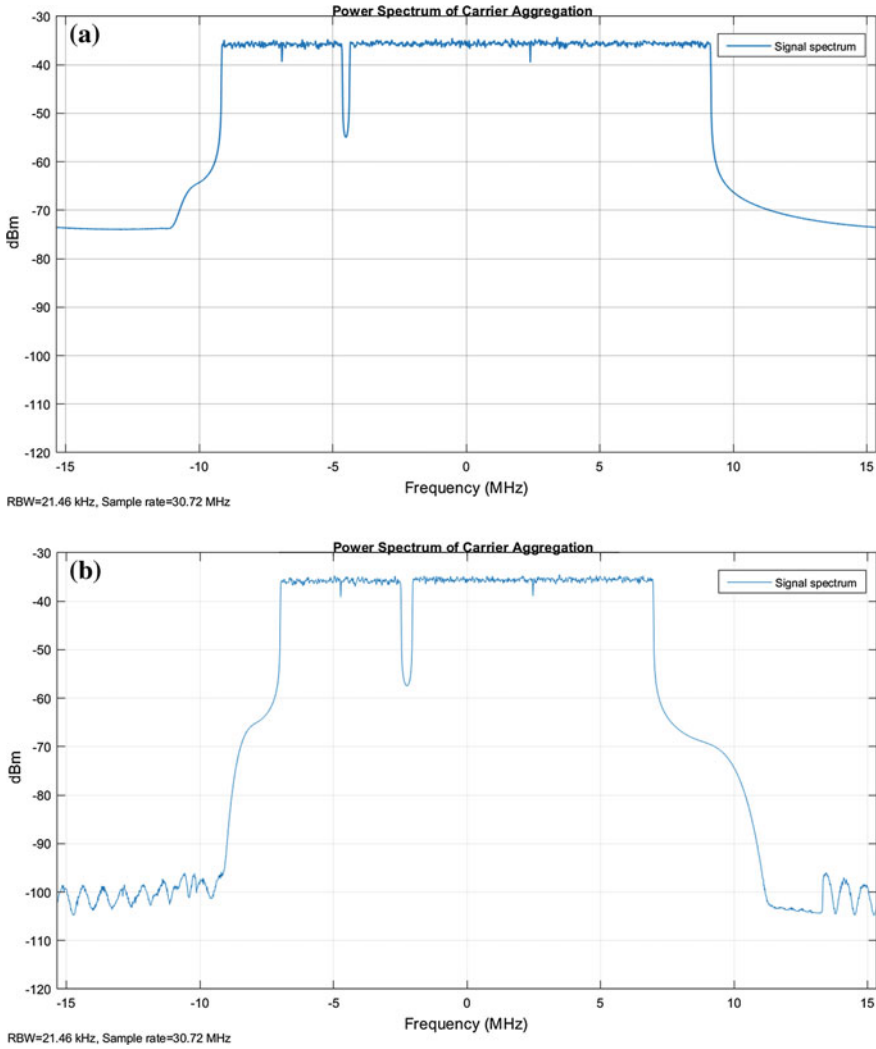 Power Spectrum of Carrier Aggregation
(a)
Signal spectrum
-30
-40
-50
-60
-70
-80
-90
-100
-110
-120
dBm
-15 -10 -5 0 5 10 15
Frequency (MHz)
RBW=21.46 kHz, Sample rate=30.72 MHz
Power Spectrum of Carrier Aggregation
(b)
Signal spectrum
-30
-40
-50
-60
-70
-80
-90
-100
-110
-120
dBm
-15 -10 -5 0 5 10 15
Frequency (MHz)
RBW=21.46 kHz, Sample rate=30.72 MHz